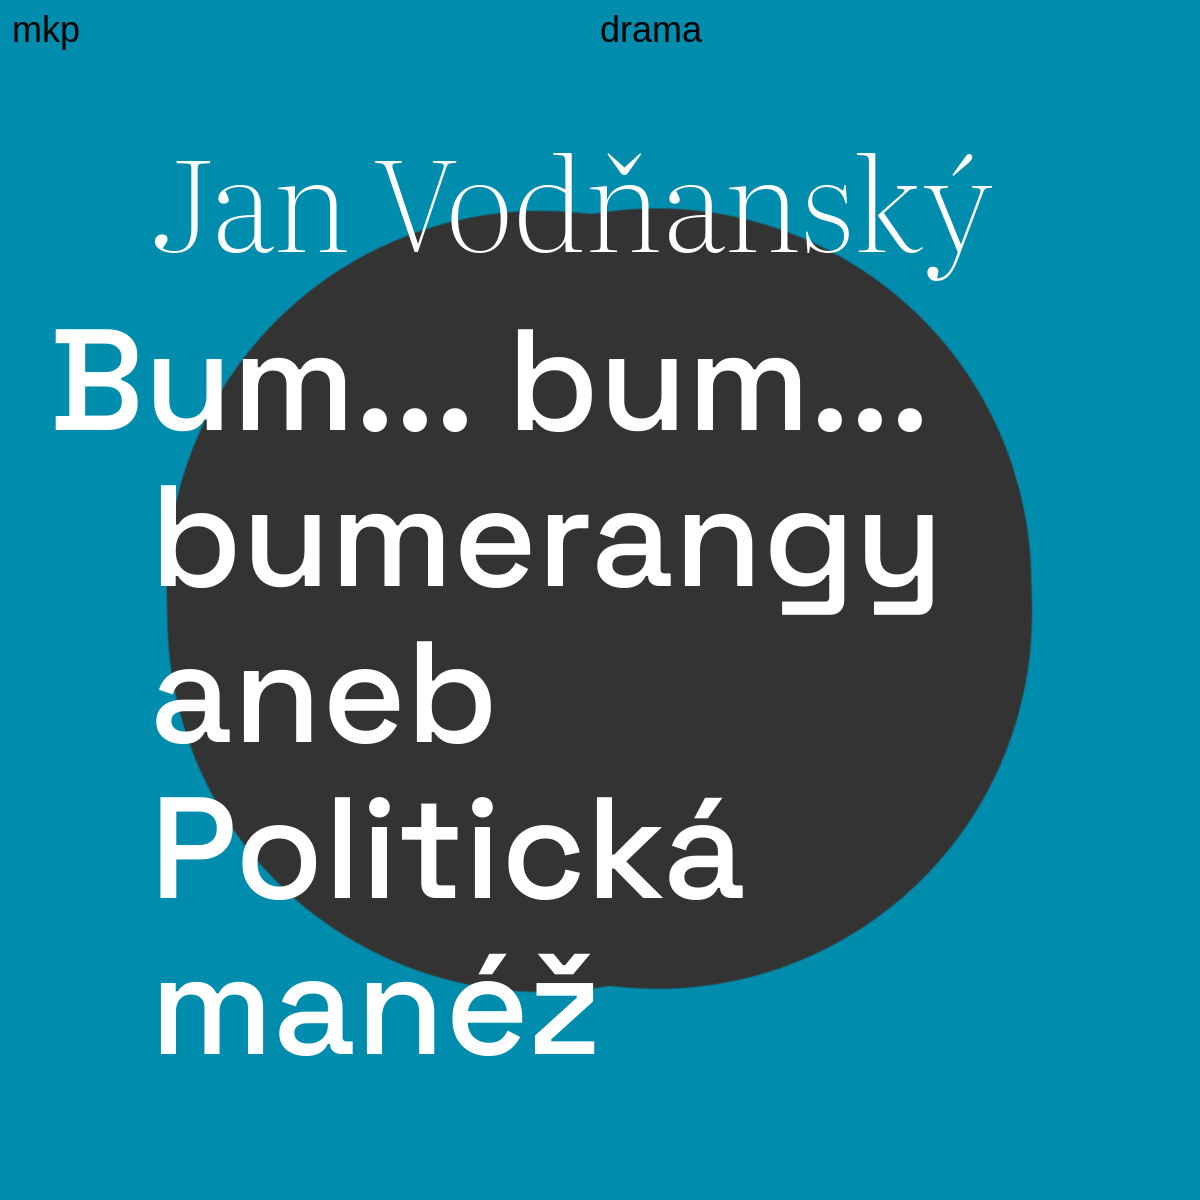 mkp
drama
Jan Vodňanský
Bum... bum...
bumerangy
aneb
Politická
manéž